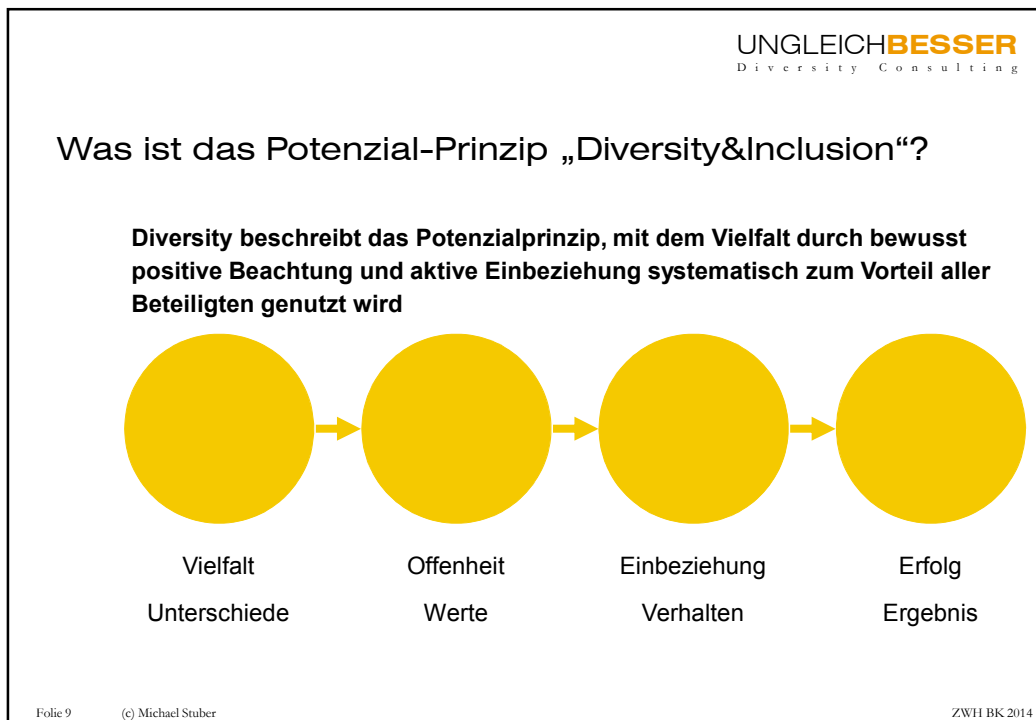 UNGLEICHBESSER
Diversity Consulting
Was ist das Potenzial-Prinzip „Diversity&Inclusion“?
Diversity beschreibt das Potenzialprinzip, mit dem Vielfalt durch bewusst
positive Beachtung und aktive Einbeziehung systematisch zum Vorteil aller
Beteiligten genutzt wird
Vielfalt Offenheit Einbeziehung Erfolg
Unterschiede Werte Verhalten Ergebnis
Folie 9 (c) Michael Stuber ZWH BK 2014